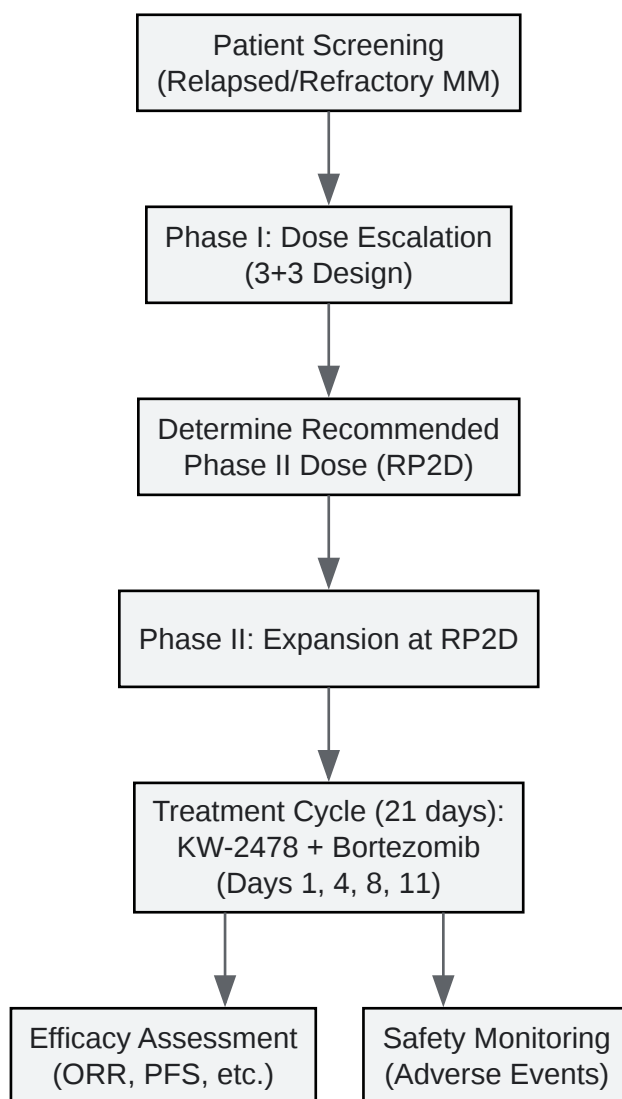 Patient Screening
(Relapsed/Refractory MM)
Phase I: Dose Escalation
(3+3 Design)
Determine Recommended
Phase II Dose (RP2D)
Phase II: Expansion at RP2D
Treatment Cycle (21 days):
KW-2478 + Bortezomib
(Days 1, 4, 8, 11)
Efficacy Assessment
(ORR, PFS, etc.)
Safety Monitoring
(Adverse Events)